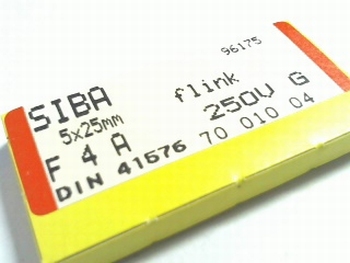 96175
SIBA flink
5x25mm 250V G
F 4 A 70 010 04
DIN 41576